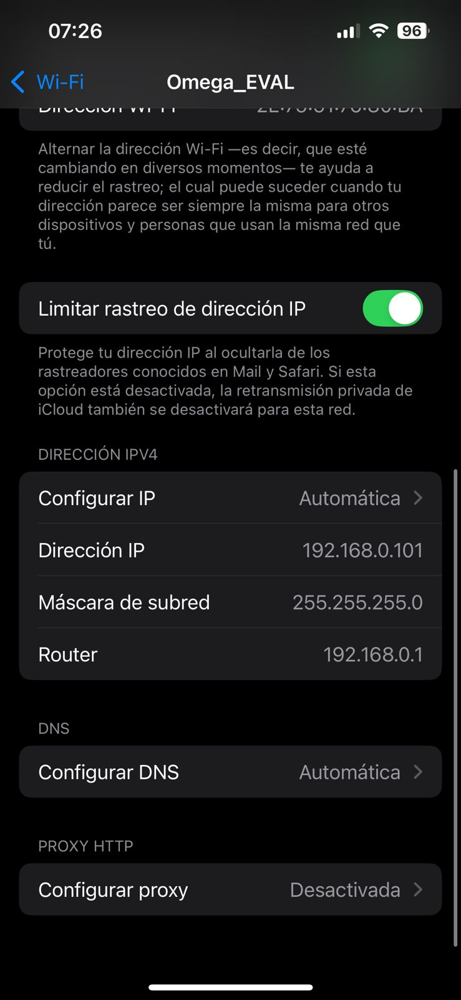 07:26
96
Wi-Fi
Omega_EVAL
Dirección Wi-Fi
Alternar la dirección Wi-Fi —es decir, que esté
cambiando en diversos momentos— te ayuda a
reducir el rastreo; el cual puede suceder cuando tu
dirección parece ser siempre la misma para otros
dispositivos y personas que usan la misma red que
tú.
Limitar rastreo de dirección IP
Protege tu dirección IP al ocultarla de los
rastreadores conocidos en Mail y Safari. Si esta
opción está desactivada, la retransmisión privada de
iCloud también se desactivará para esta red.
DIRECCIÓN IPV4
Configurar IP Automática
Dirección IP 192.168.0.101
Máscara de subred 255.255.255.0
Router 192.168.0.1
DNS
Configurar DNS Automática
PROXY HTTP
Configurar proxy Desactivada